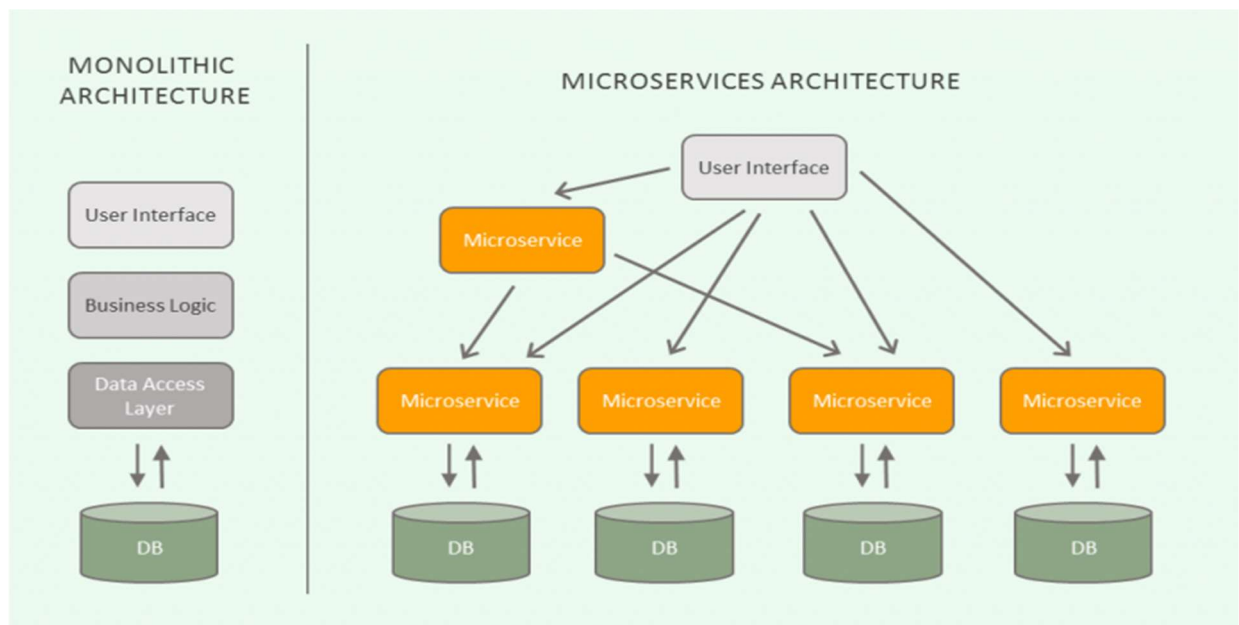 MONOLITHIC
ARCHITECTURE
User Interface
Business Logic
Data Access
Layer
DB
MICROSERVICES ARCHITECTURE
User Interface
Microservice
Microservice
Microservice
Microservice
Microservice
DB
DB
DB
DB